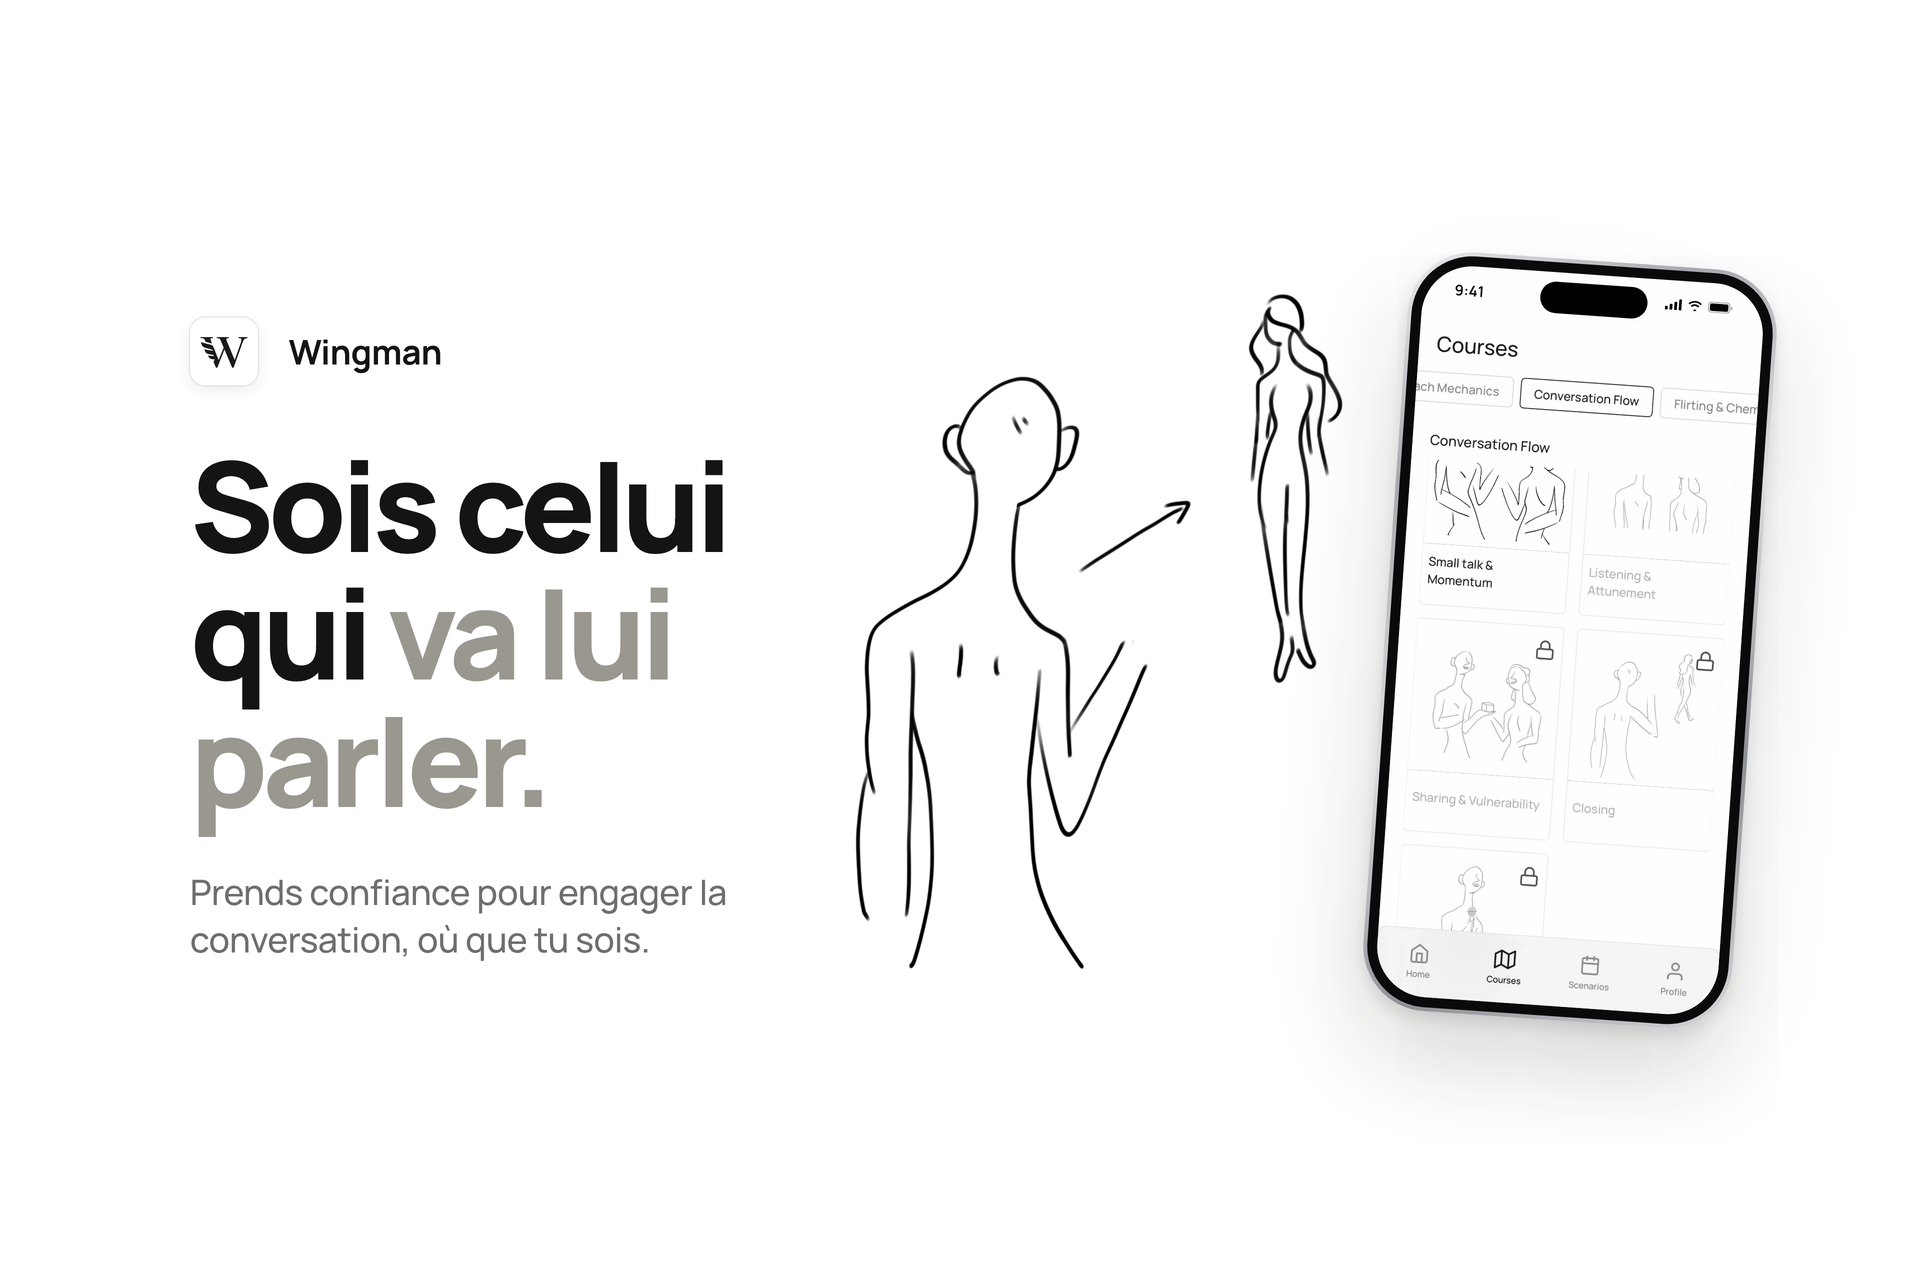 W
Wingman
Sois celui
qui va lui
parler.
Prends confiance pour engager la
conversation, où que tu sois.
9:41
Courses
ach Mechanics
Conversation Flow
Flirting & Chem
Conversation Flow
Small talk &
Momentum
Listening &
Attunement
Sharing & Vulnerability
Closing
Home
Courses
Scenarios
Profile